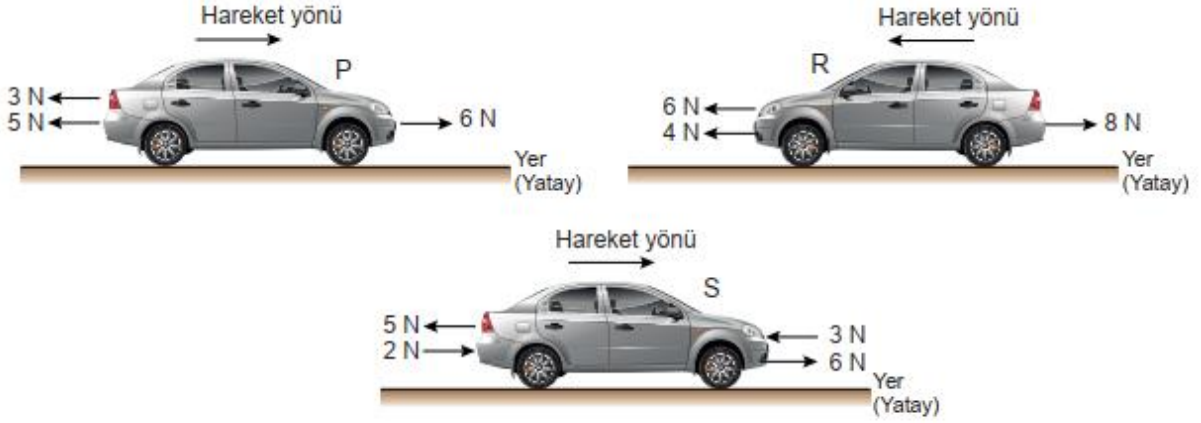 Hareket yönü
P
3 N
5 N
6 N
Yer
(Yatay)
Hareket yönü
R
6 N
4 N
8 N
Yer
(Yatay)
Hareket yönü
S
5 N
2 N
3 N
6 N
Yer
(Yatay)